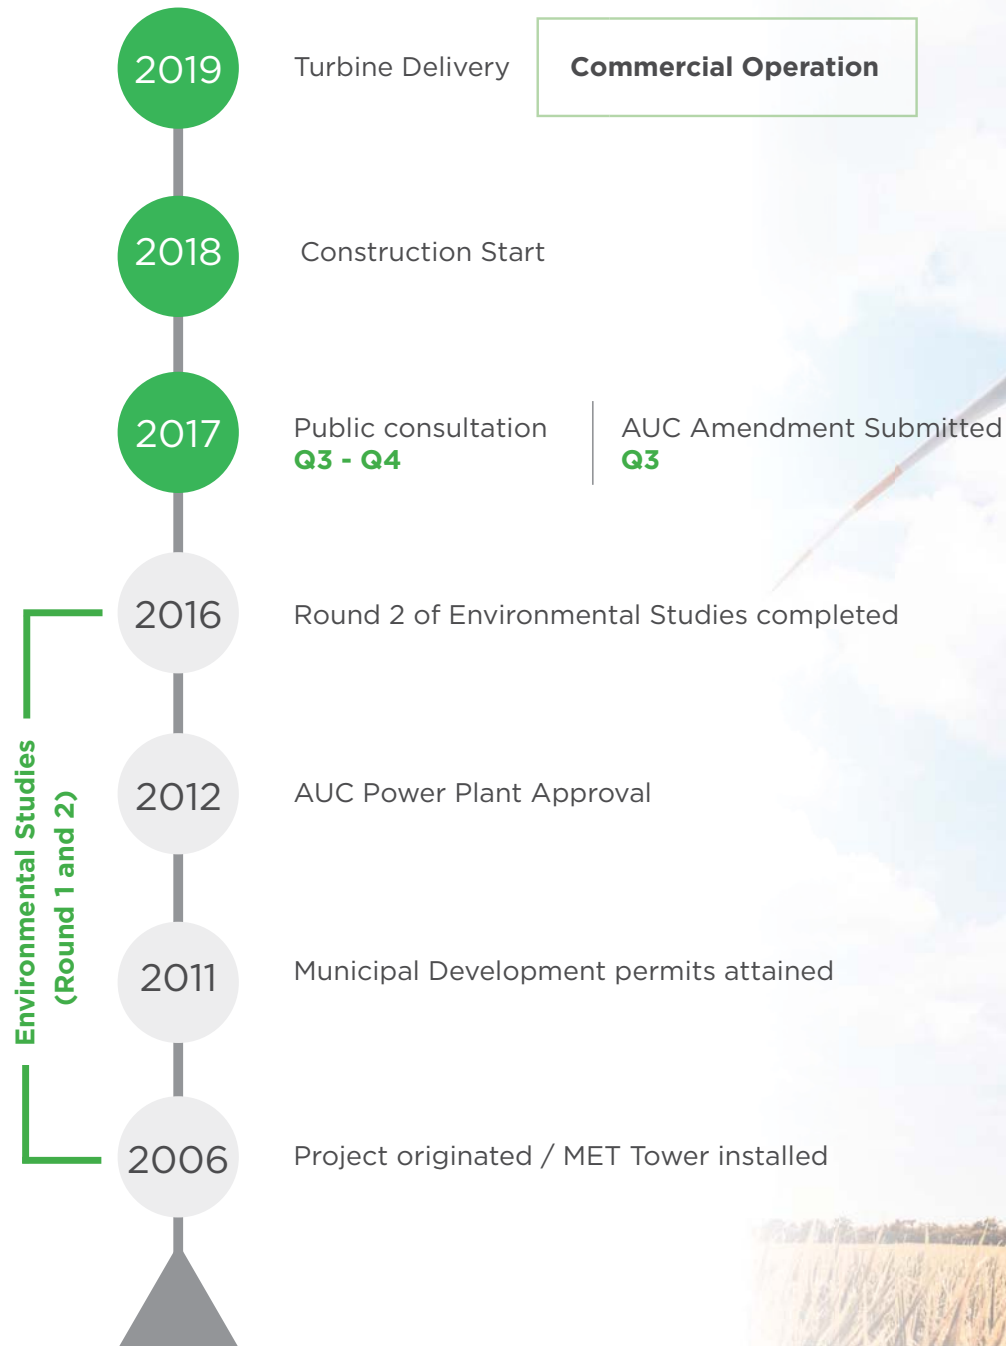 2019
Turbine Delivery
Commercial Operation
2018
Construction Start
2017
Public consultation
Q3 - Q4
AUC Amendment Submitted
Q3
2016
Round 2 of Environmental Studies completed
Environmental Studies
(Round 1 and 2)
2012
AUC Power Plant Approval
2011
Municipal Development permits attained
2006
Project originated / MET Tower installed